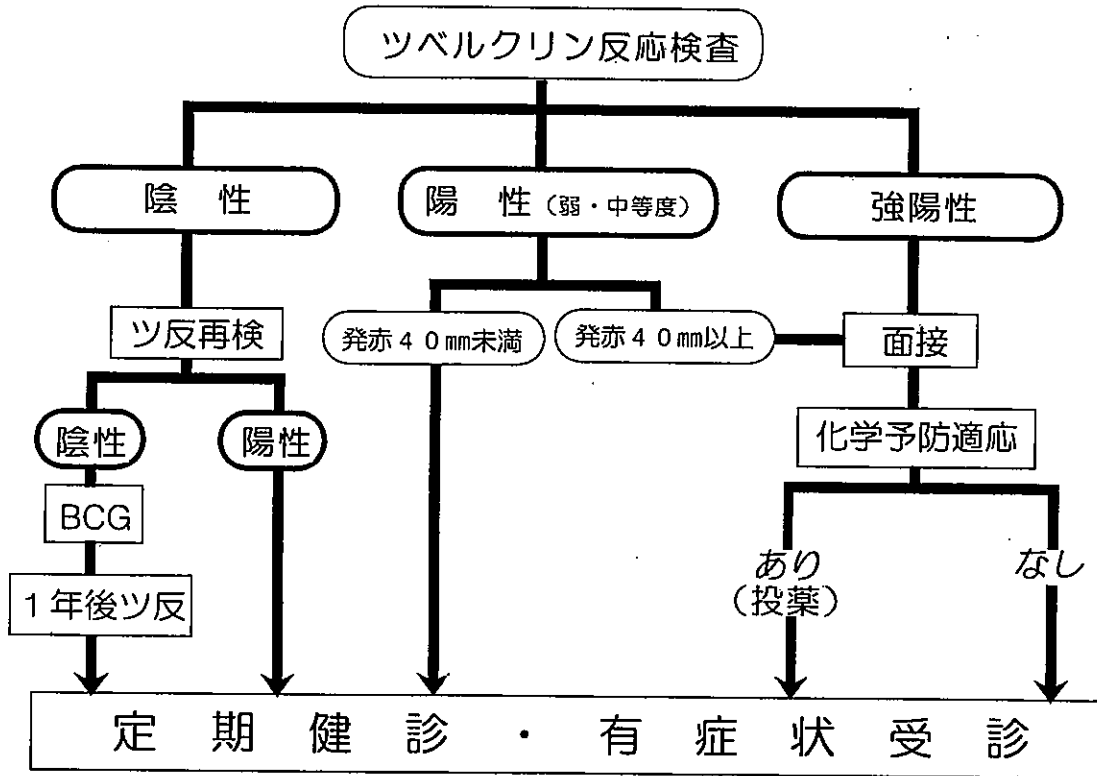 ツベルクリン反応検査
陰 性
陽 性（弱・中等度）
強陽性
ツ反再検
発赤４０㎜未満
発赤４０㎜以上
面接
陰性
陽性
化学予防適応
BCG
あり
（投薬）
なし
１年後ツ反
定期健診・有症状受診